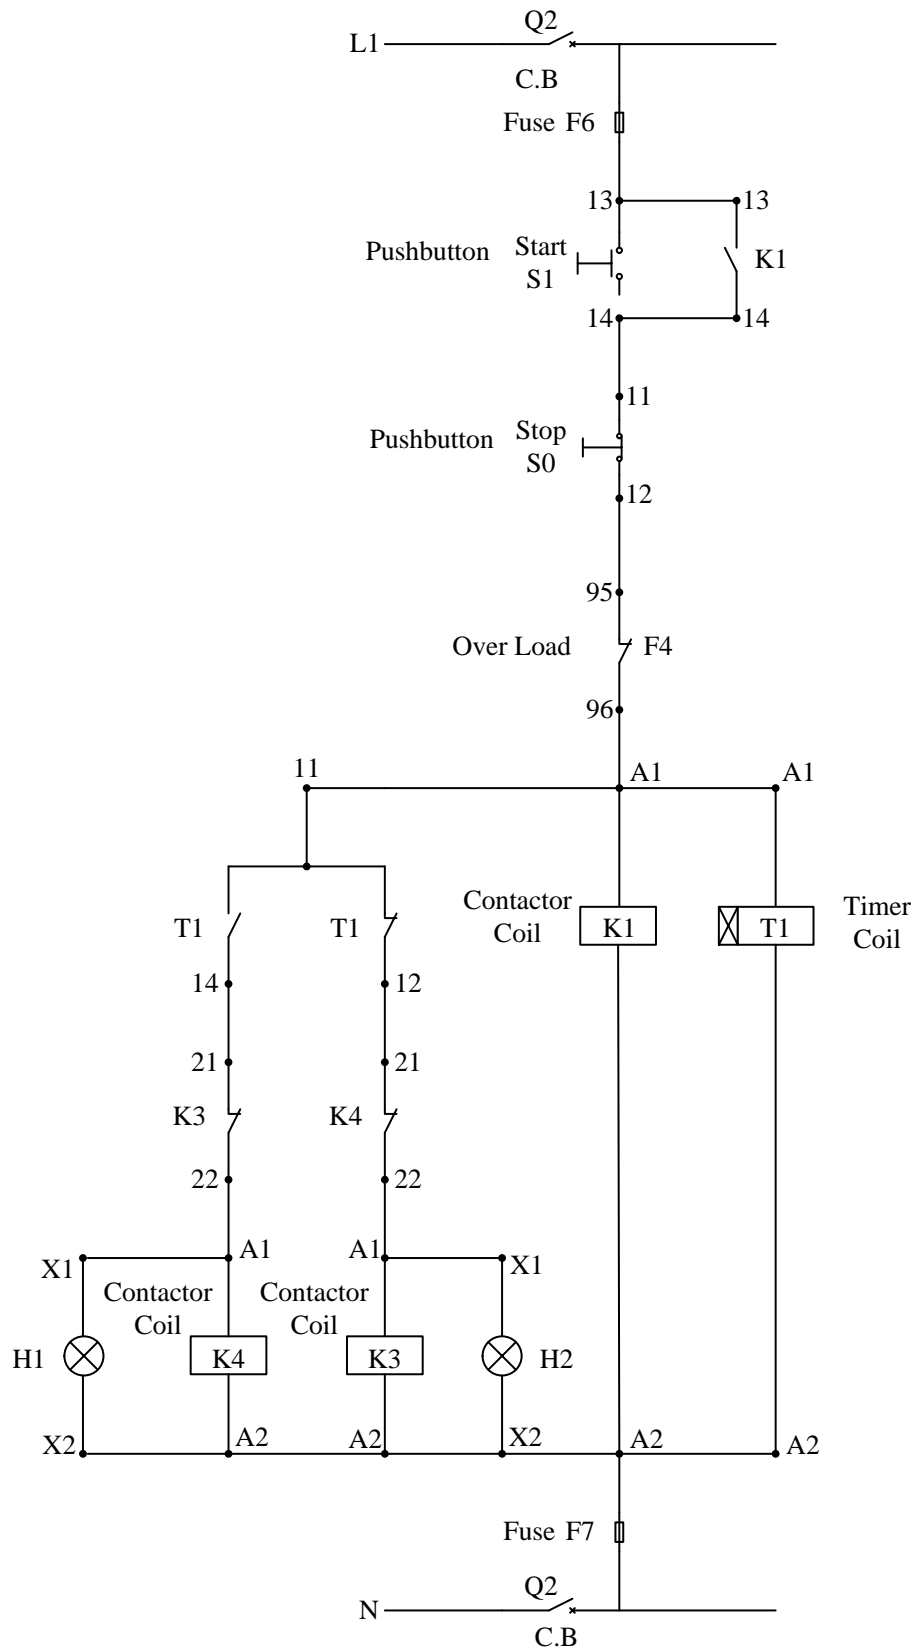 Q2
L1
C.B
Fuse F6
13
13
Pushbutton
Start
S1
K1
14
14
11
Pushbutton
Stop
S0
12
95
Over Load
F4
96
11
A1
A1
T1
T1
Contactor
Coil
K1
T1
Timer
Coil
14
12
21
21
K3
K4
22
22
X1
A1
A1
X1
Contactor
Coil
Contactor
Coil
H1
K4
K3
H2
X2
A2
A2
X2
A2
A2
Fuse F7
Q2
N
C.B